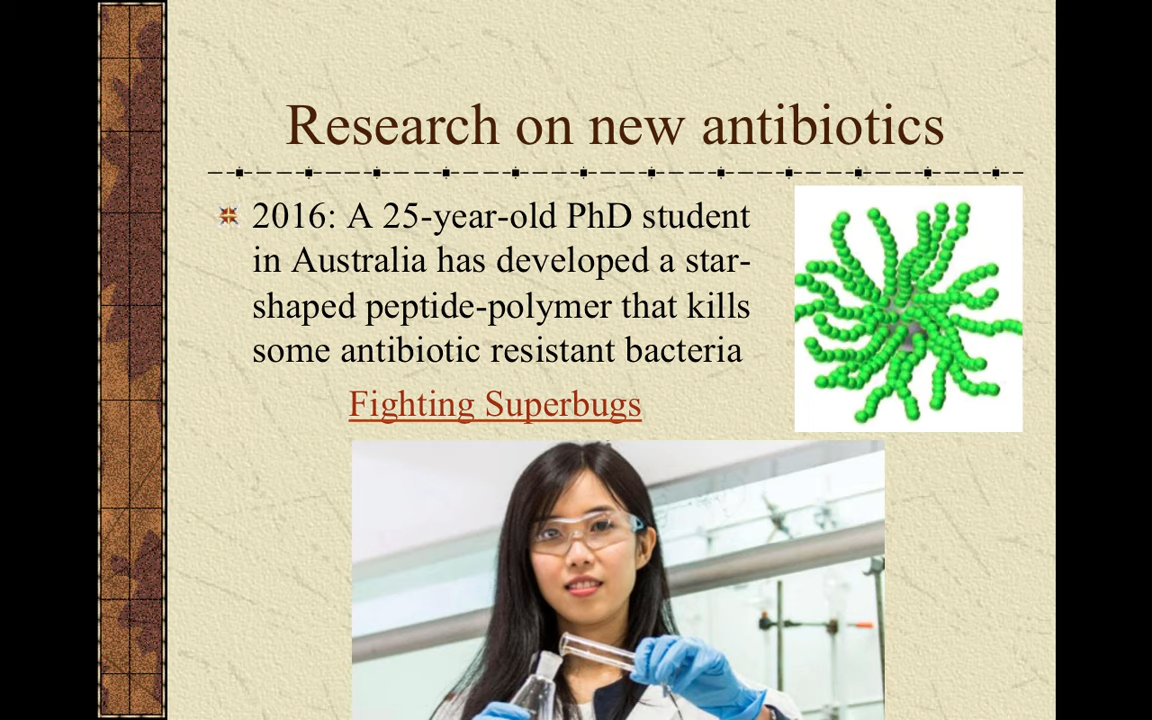 Research on new antibiotics
2016: A 25-year-old PhD student
in Australia has developed a star-
shaped peptide-polymer that kills
some antibiotic resistant bacteria
Fighting Superbugs